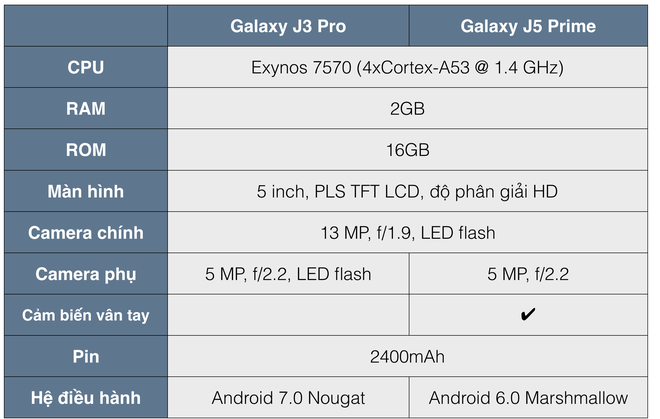 Galaxy J3 Pro Galaxy J5 Prime
CPU Exynos 7570 (4xCortex-A53 @ 1.4 GHz)
RAM 2GB
ROM 16GB
Màn hình 5 inch, PLS TFT LCD, độ phân giải HD
Camera chính 13 MP, f/1.9, LED flash
Camera phụ 5 MP, f/2.2, LED flash 5 MP, f/2.2
Cảm biến vân tay ✔
Pin 2400mAh
Hệ điều hành Android 7.0 Nougat Android 6.0 Marshmallow